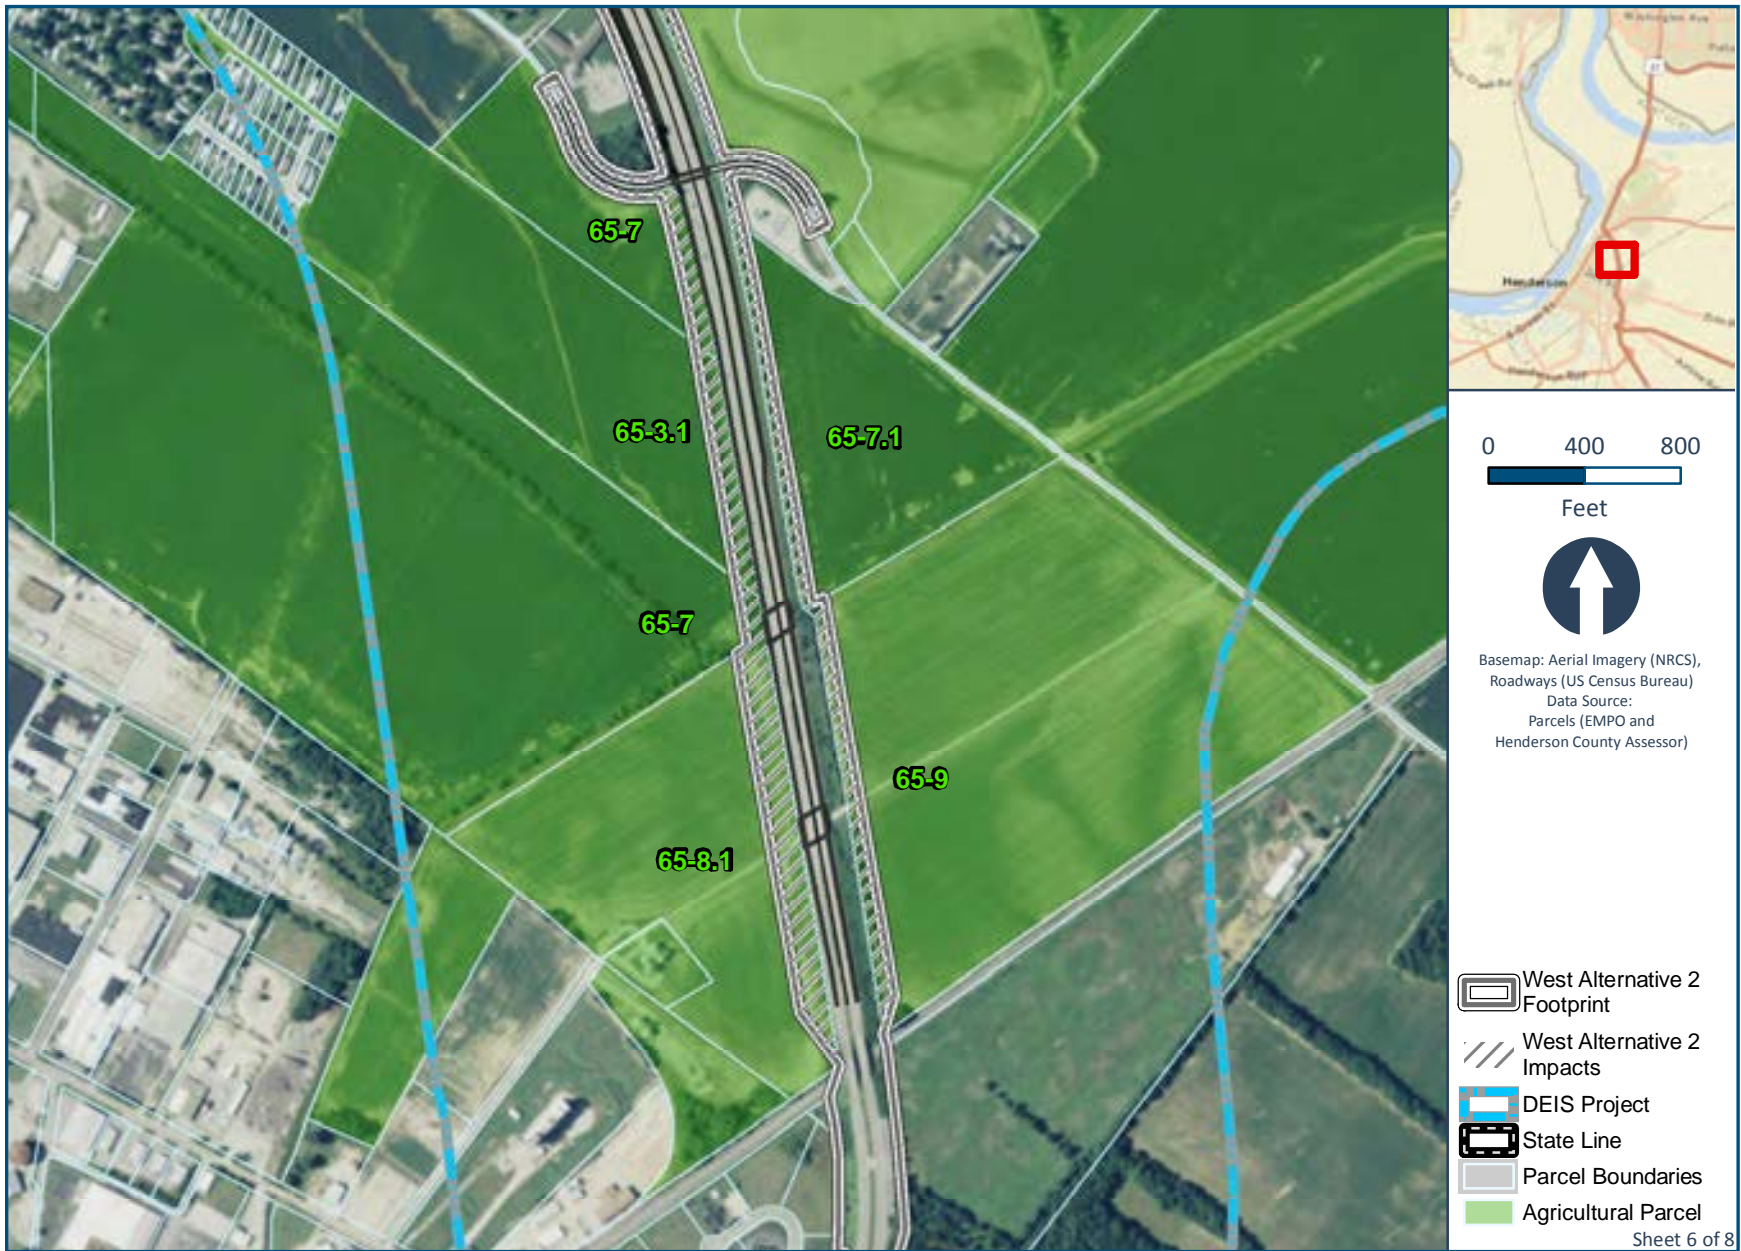 65-7
65-3.1
65-7.1
65-7
65-9
65-8.1
Henderson
41
0 400 800
Feet
Basemap: Aerial Imagery (NRCS),
Roadways (US Census Bureau)
Data Source:
Parcels (EMPO and
Henderson County Assessor)
West Alternative 2
Footprint
West Alternative 2
Impacts
DEIS Project
State Line
Parcel Boundaries
Agricultural Parcel
Sheet 6 of 8